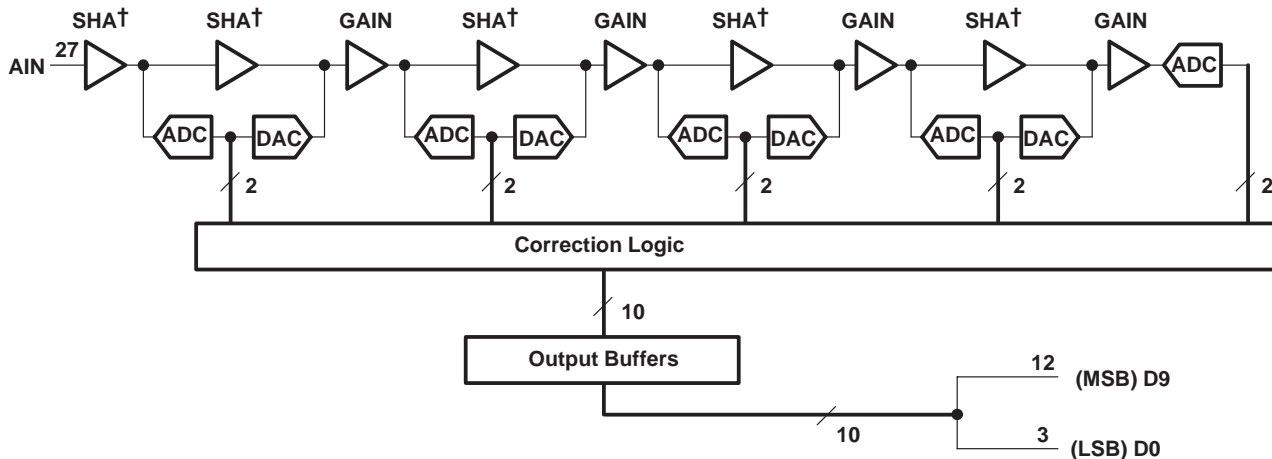 SHA† SHA† GAIN SHA† GAIN SHA† GAIN SHA† GAIN
AIN 27 ADC
ADC DAC ADC DAC ADC DAC ADC DAC
2 2 2 2 2
Correction Logic
10
Output Buffers
12 (MSB) D9
10
3 (LSB) D0